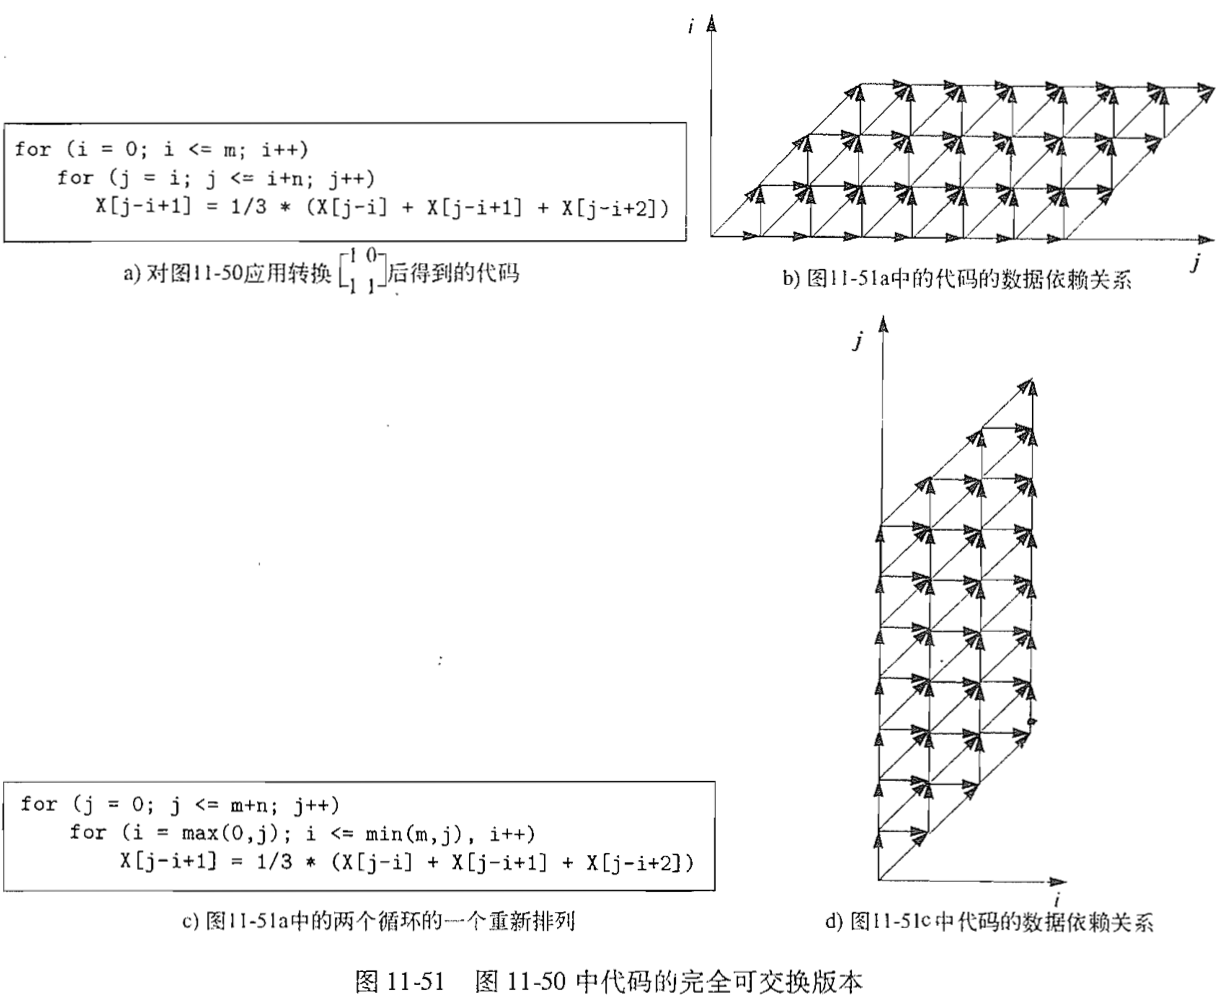 i
for (i = 0; i <= m; i++)
for (j = i; j <= i+n; j++)
X[j-i+1] = 1/3 * (X[j-i] + X[j-i+1] + X[j-i+2])
j
a) 对图11-50应用转换[1 0
1 1]后得到的代码
b) 图11-51a中的代码的数据依赖关系
j
for (j = 0; j <= m+n; j++)
for (i = max(0,j); i <= min(m,j), i++)
X[j-i+1] = 1/3 * (X[j-i] + X[j-i+1] + X[j-i+2])
i
c) 图11-51a中的两个循环的一个重新排列
d) 图11-51c中代码的数据依赖关系
图 11-51 图 11-50 中代码的完全可交换版本